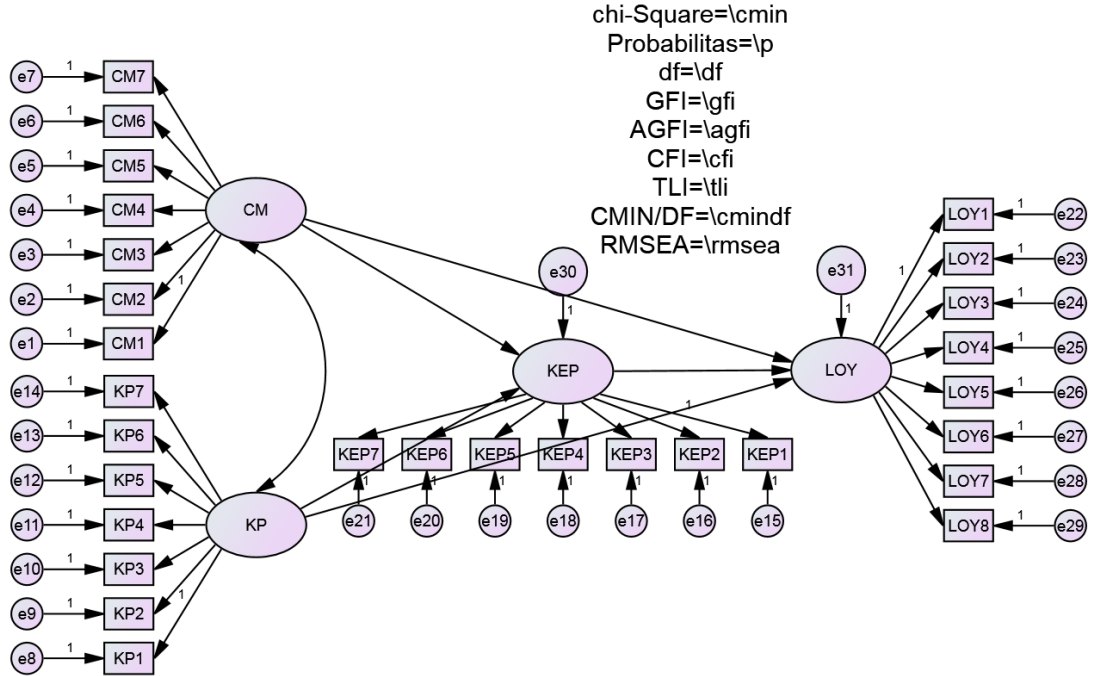 chi-Square=\cmin
Probabilitas=\p
df=\df
GFI=\gfi
AGFI=\agfi
CFI=\cfi
TLI=\tli
CMIN/DF=\cmindf
RMSEA=\rmsea
e7 1 CM7
e6 1 CM6
e5 1 CM5
e4 1 CM4
e3 1 CM3
e2 1 CM2
e1 1 CM1
1
CM
e14 1 KP7
e13 1 KP6
e12 1 KP5
e11 1 KP4
e10 1 KP3
e9 1 KP2
e8 1 KP1
1
KP
e30
1
KEP
1
KEP7 KEP6 KEP5 KEP4 KEP3 KEP2 KEP1
1 1 1 1 1 1 1
e21 e20 e19 e18 e17 e16 e15
e31
1
LOY
1
LOY1 1 e22
LOY2 1 e23
LOY3 1 e24
LOY4 1 e25
LOY5 1 e26
LOY6 1 e27
LOY7 1 e28
LOY8 1 e29